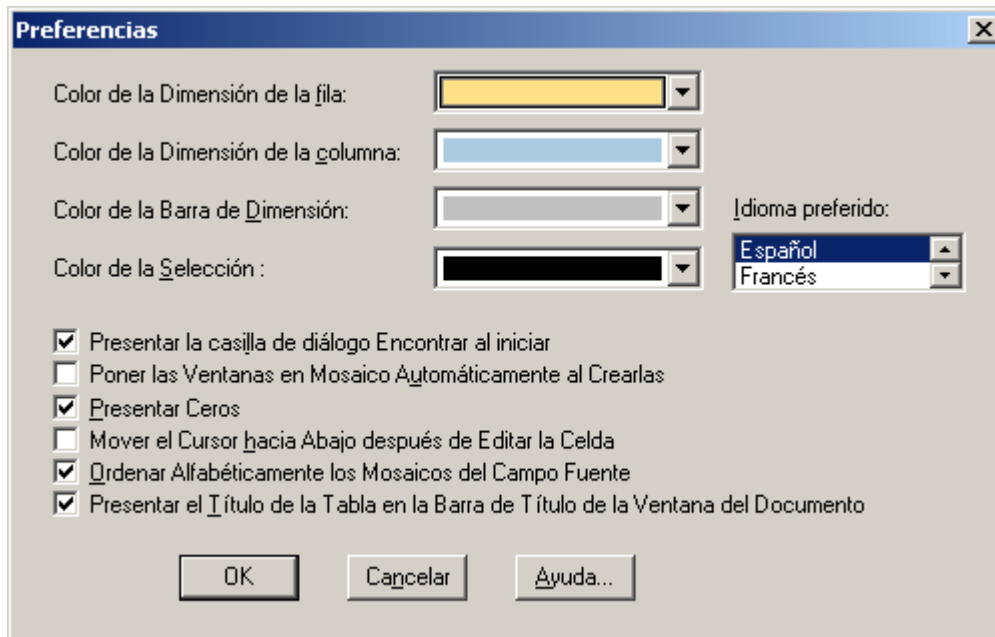 Preferencias
Color de la Dimensión de la fila:
Color de la Dimensión de la columna:
Color de la Barra de Dimensión:
Idioma preferido:
Color de la Selección :
Español
Francés
Presentar la casilla de diálogo Encontrar al iniciar
Poner las Ventanas en Mosaico Automáticamente al Crearlas
Presentar Ceros
Mover el Cursor hacia Abajo después de Editar la Celda
Ordenar Alfabéticamente los Mosaicos del Campo Fuente
Presentar el Título de la Tabla en la Barra de Título de la Ventana del Documento
OK Cancelar Ayuda...